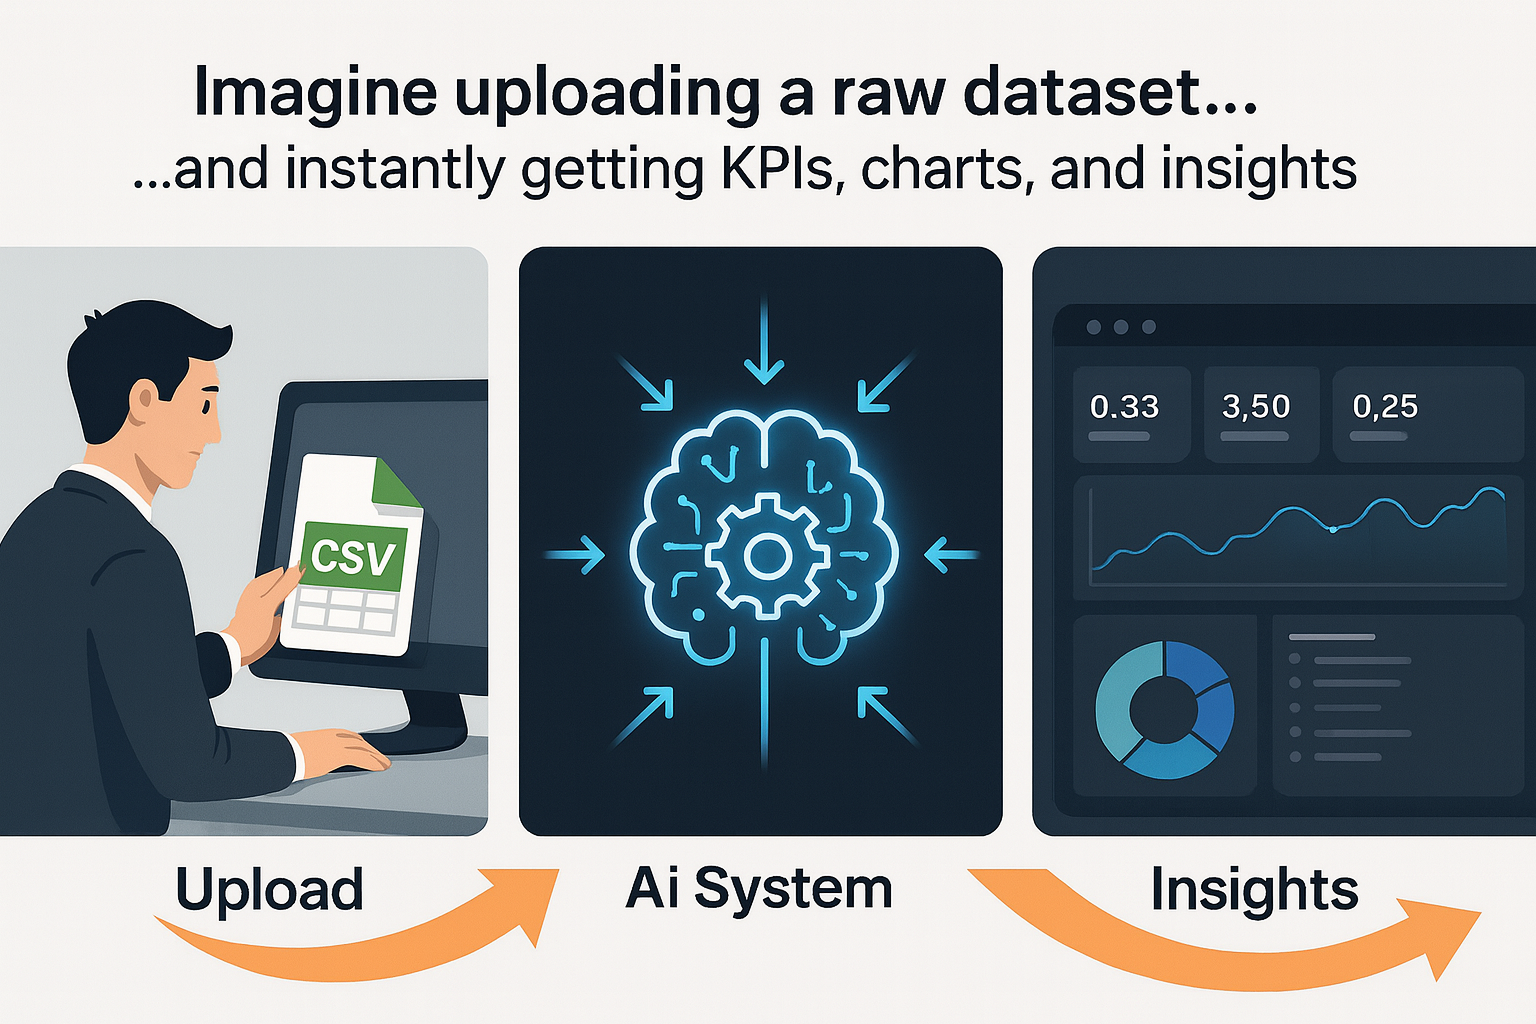 Imagine uploading a raw dataset...
...and instantly getting KPIs, charts, and insights
CSV
0.33
3,50
0,25
Upload
Ai System
Insights